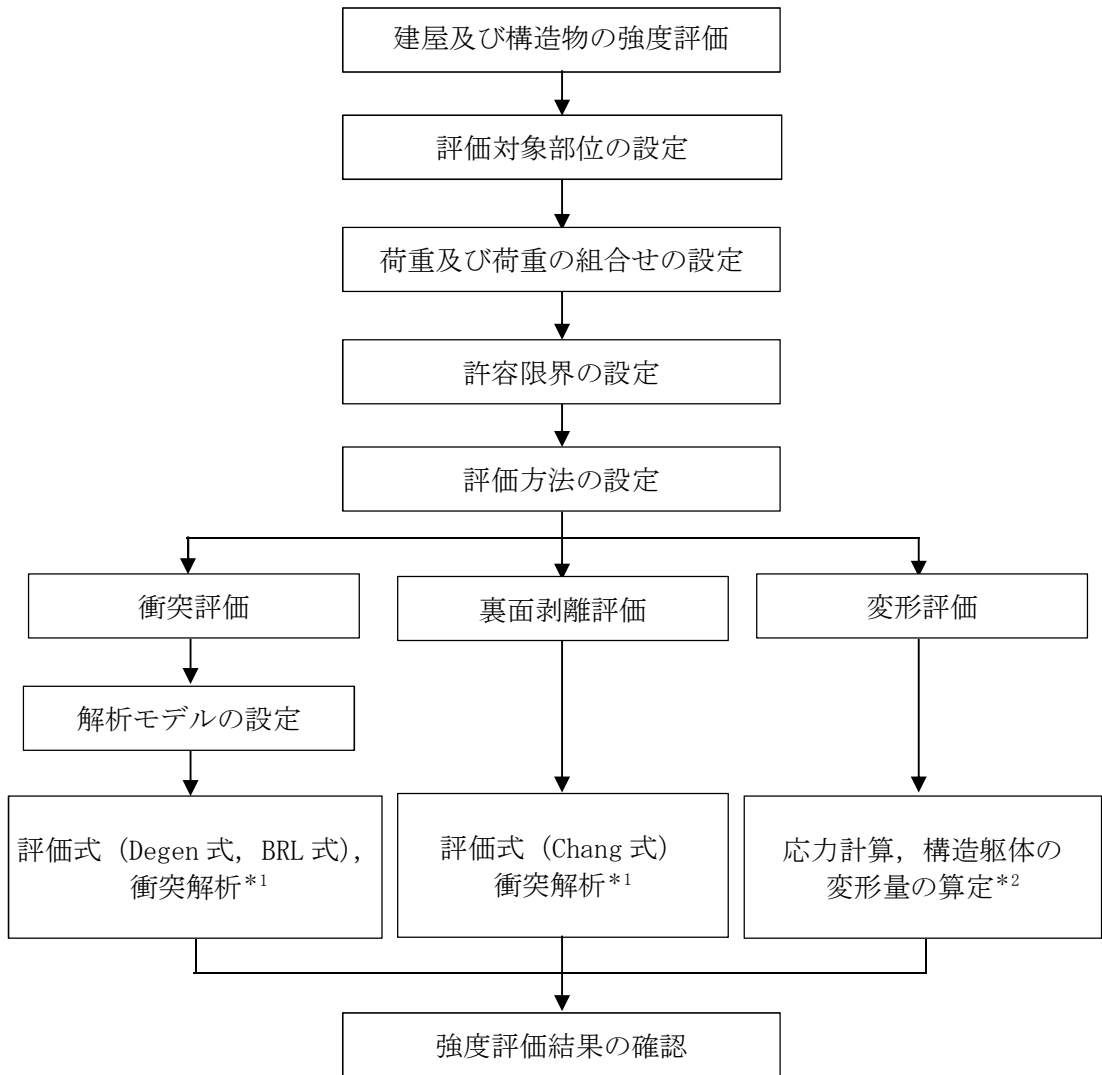 建屋及び構造物の強度評価
評価対象部位の設定
荷重及び荷重の組合せの設定
許容限界の設定
評価方法の設定
衝突評価
裏面剥離評価
変形評価
解析モデルの設定
評価式（Degen 式，BRL 式），
衝突解析*1
評価式（Chang 式）
衝突解析*1
応力計算，構造躯体の
変形量の算定*2
強度評価結果の確認